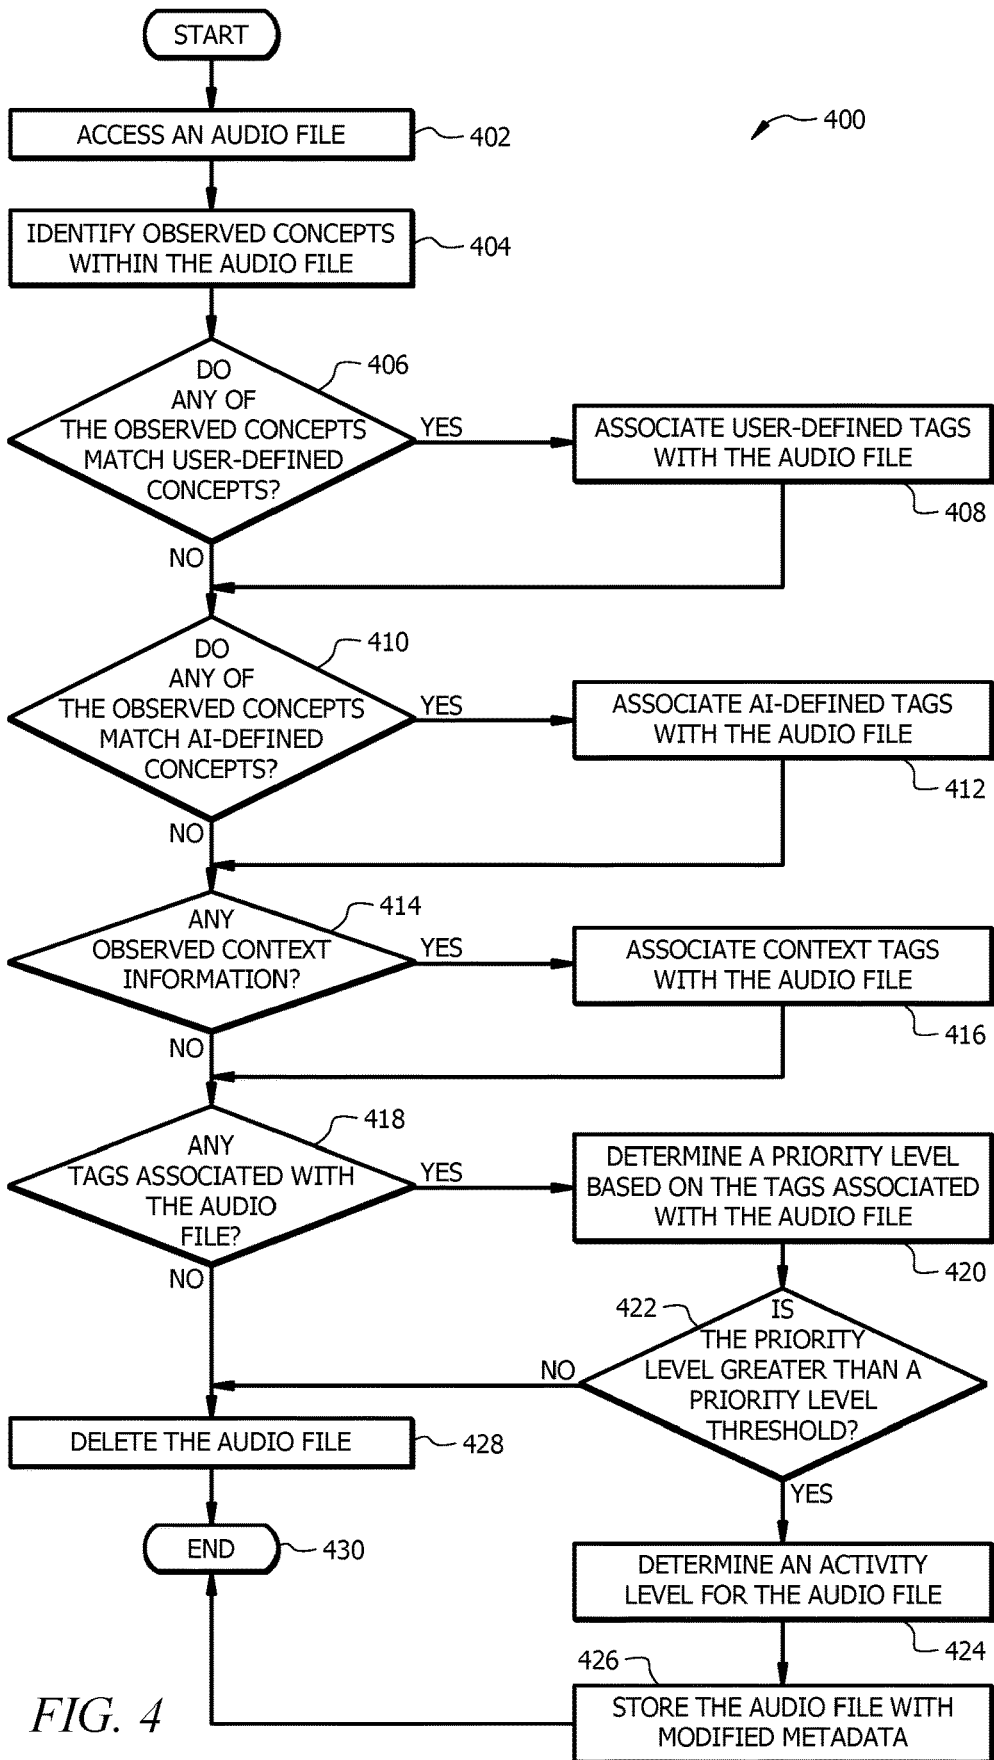 START
ACCESS AN AUDIO FILE
402
400
IDENTIFY OBSERVED CONCEPTS
WITHIN THE AUDIO FILE
404
DO
ANY OF
THE OBSERVED CONCEPTS
MATCH USER-DEFINED
CONCEPTS?
406
YES
NO
ASSOCIATE USER-DEFINED TAGS
WITH THE AUDIO FILE
408
DO
ANY OF
THE OBSERVED CONCEPTS
MATCH AI-DEFINED
CONCEPTS?
410
YES
NO
ASSOCIATE AI-DEFINED TAGS
WITH THE AUDIO FILE
412
ANY
OBSERVED CONTEXT
INFORMATION?
414
YES
NO
ASSOCIATE CONTEXT TAGS
WITH THE AUDIO FILE
416
ANY
TAGS ASSOCIATED WITH
THE AUDIO
FILE?
418
YES
NO
DETERMINE A PRIORITY LEVEL
BASED ON THE TAGS ASSOCIATED
WITH THE AUDIO FILE
420
IS
THE PRIORITY
LEVEL GREATER THAN A
PRIORITY LEVEL
THRESHOLD?
422
NO
YES
DELETE THE AUDIO FILE
428
END
430
DETERMINE AN ACTIVITY
LEVEL FOR THE AUDIO FILE
424
426
STORE THE AUDIO FILE WITH
MODIFIED METADATA
FIG. 4